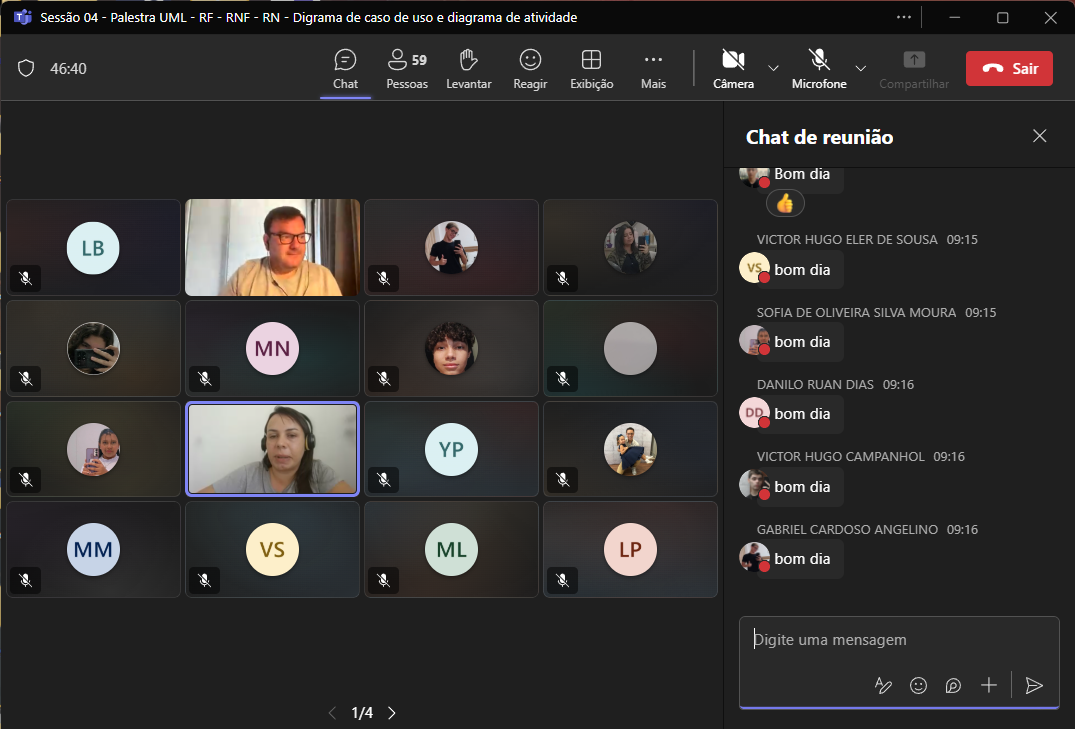 Sessão 04 - Palestra UML - RF - RNF - RN - Digrama de caso de uso e diagrama de atividade
46:40
Chat
59
Pessoas
Levantar
Reagir
Exibição
Mais
Câmera
Microfone
Compartilhar
Sair
LB
MN
YP
MM
VS
ML
LP
1/4
Chat de reunião
Bom dia
VICTOR HUGO ELER DE SOUSA 09:15
VS
bom dia
SOFIA DE OLIVEIRA SILVA MOURA 09:15
bom dia
DANILO RUAN DIAS 09:16
DD
bom dia
VICTOR HUGO CAMPANHOL 09:16
bom dia
GABRIEL CARDOSO ANGELINO 09:16
bom dia
Digite uma mensagem